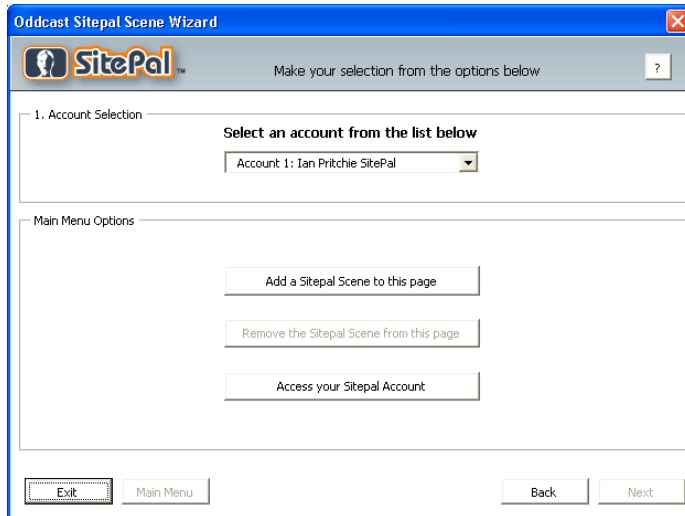 Oddcast Sitepal Scene Wizard
SitePal™
Make your selection from the options below
?
1. Account Selection
Select an account from the list below
Account 1: Ian Pritchie SitePal
Main Menu Options
Add a Sitepal Scene to this page
Remove the Sitepal Scene from this page
Access your Sitepal Account
Exit
Main Menu
Back
Next